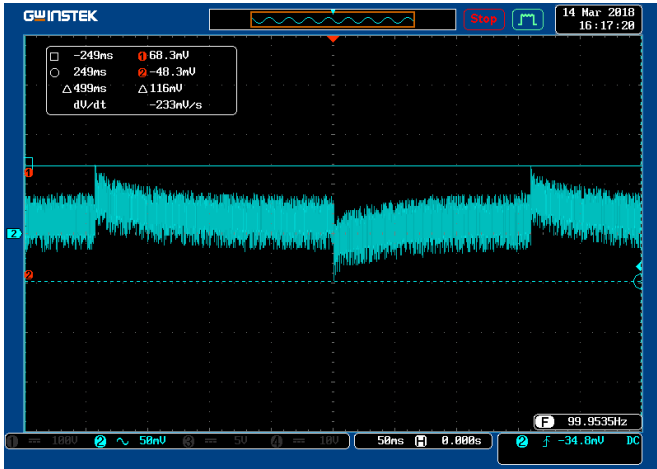 GWINSTEK
Stop
14 Mar 2018
16:17:20
-249ms 1 68.3mV
249ms 2 -48.3mV
△499ms △116mV
dV/dt -233mV/s
1
2
2
F 99.9535Hz
1 100V 2 50mV 3 5V 4 10V 50ms H 0.000s 2 -34.8mV DC